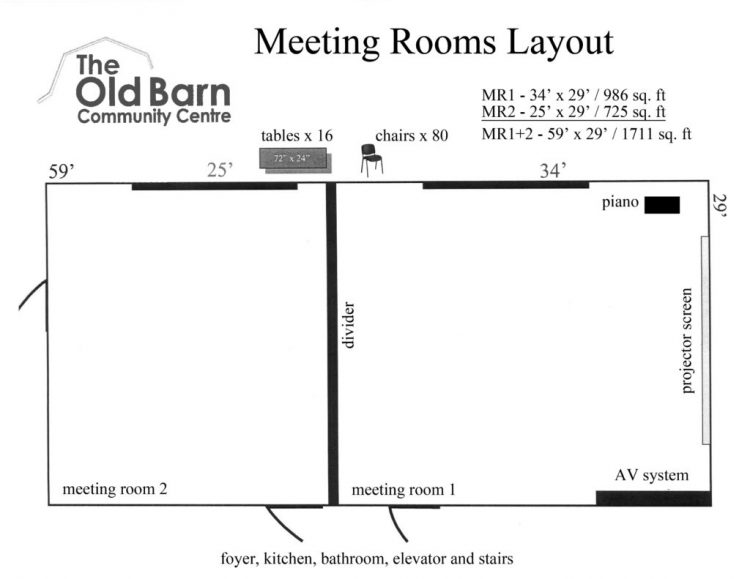 Meeting Rooms Layout
The
Old Barn
Community Centre
MR1 - 34’ x 29’ / 986 sq. ft
MR2 - 25’ x 29’ / 725 sq. ft
MR1+2 - 59’ x 29’ / 1711 sq. ft
tables x 16
chairs x 80
72” x 24”
59’
25’
34’
29’
piano
divider
projector screen
AV system
meeting room 2
meeting room 1
foyer, kitchen, bathroom, elevator and stairs